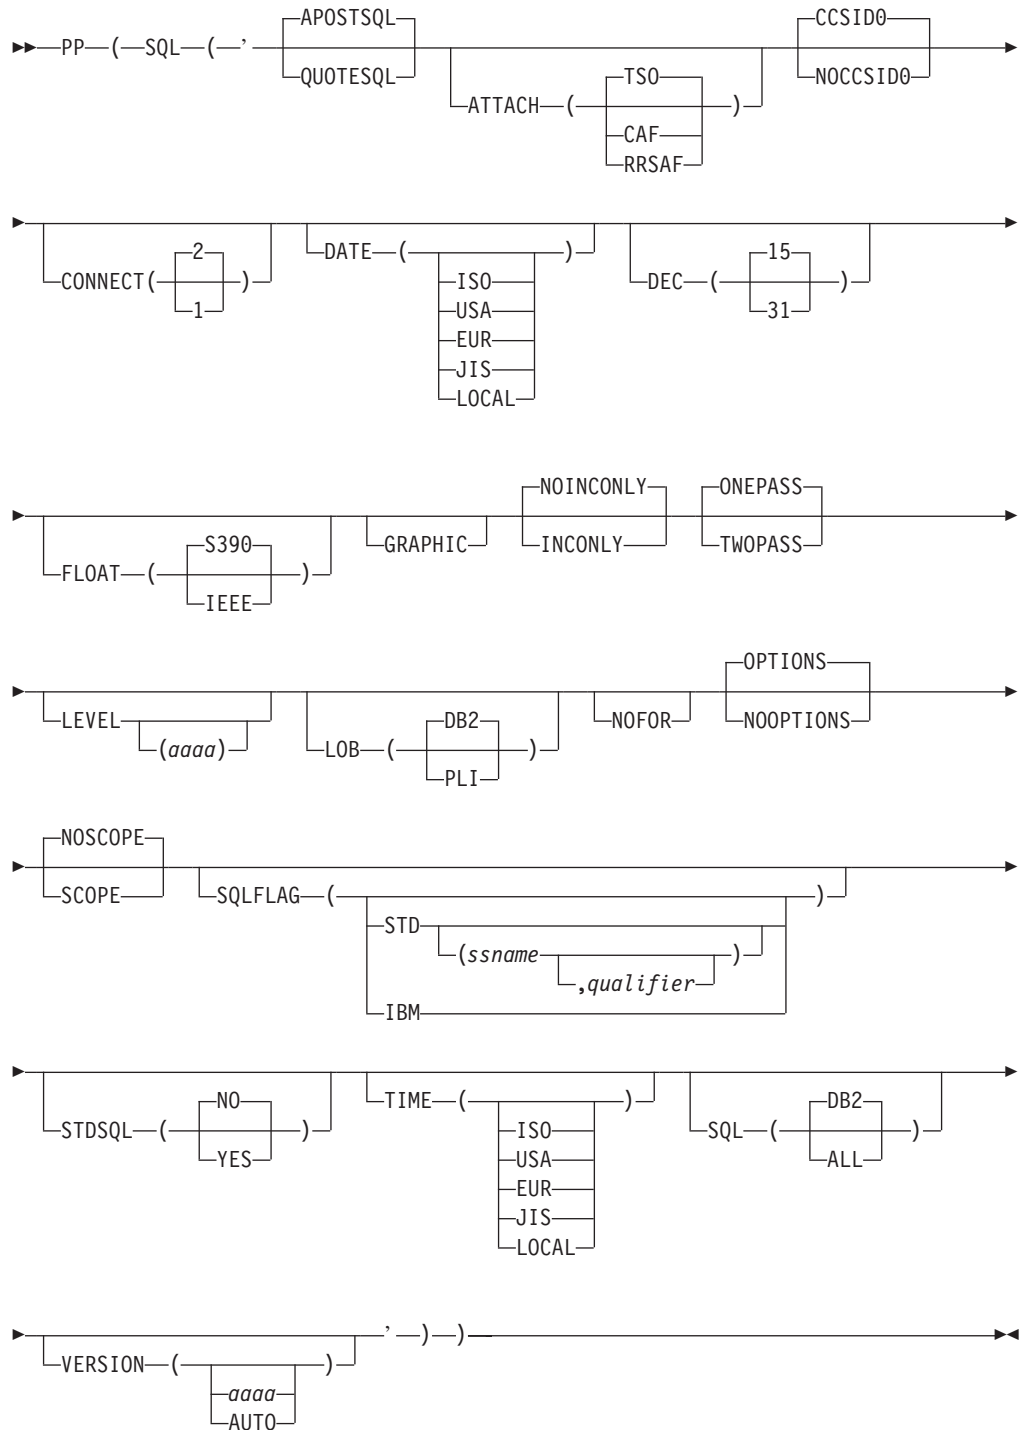 APOSTSQL CCSID0
PP ( SQL ( ’
QUOTESQL TSO NOCCSID0
ATTACH ( )
CAF
RRSAF
2 DATE ( ) 15
CONNECT( ) ISO DEC ( )
1 USA 31
EUR
JIS
LOCAL
NOINCONLY ONEPASS
S390 GRAPHIC INCONLY TWOPASS
FLOAT ( )
IEEE
OPTIONS
LEVEL DB2 NOFOR NOOPTIONS
(aaaa) LOB ( )
PLI
NOSCOPE
SCOPE SQLFLAG ( )
STD
(ssname )
,qualifier
IBM
NO TIME ( ) DB2
STDSQL ( ) ISO SQL ( )
YES USA ALL
EUR
JIS
LOCAL
’ ) )
VERSION ( )
aaaa
AUTO